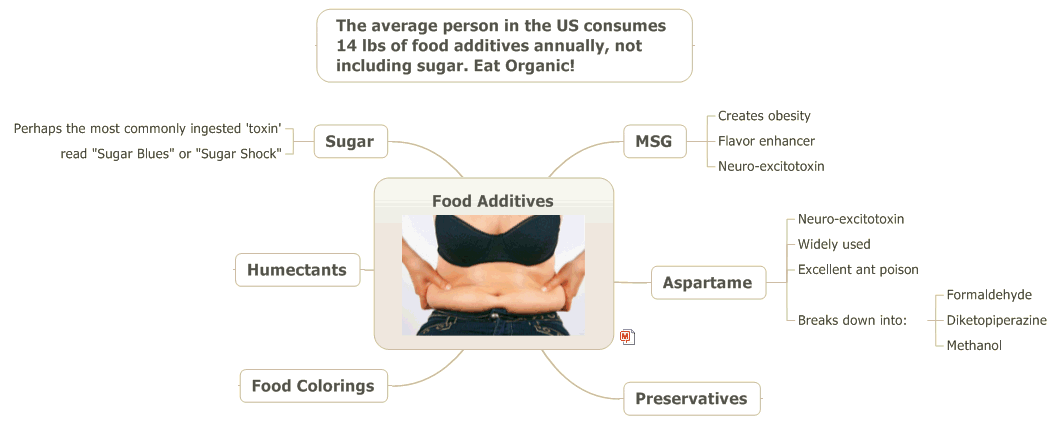 The average person in the US consumes
14 lbs of food additives annually, not
including sugar. Eat Organic!
Perhaps the most commonly ingested 'toxin'
read "Sugar Blues" or "Sugar Shock"
Sugar
MSG
Creates obesity
Flavor enhancer
Neuro-excitotoxin
Food Additives
Humectants
Aspartame
Neuro-excitotoxin
Widely used
Excellent ant poison
Breaks down into:
Formaldehyde
Diketopiperazine
Methanol
Food Colorings
Preservatives
M